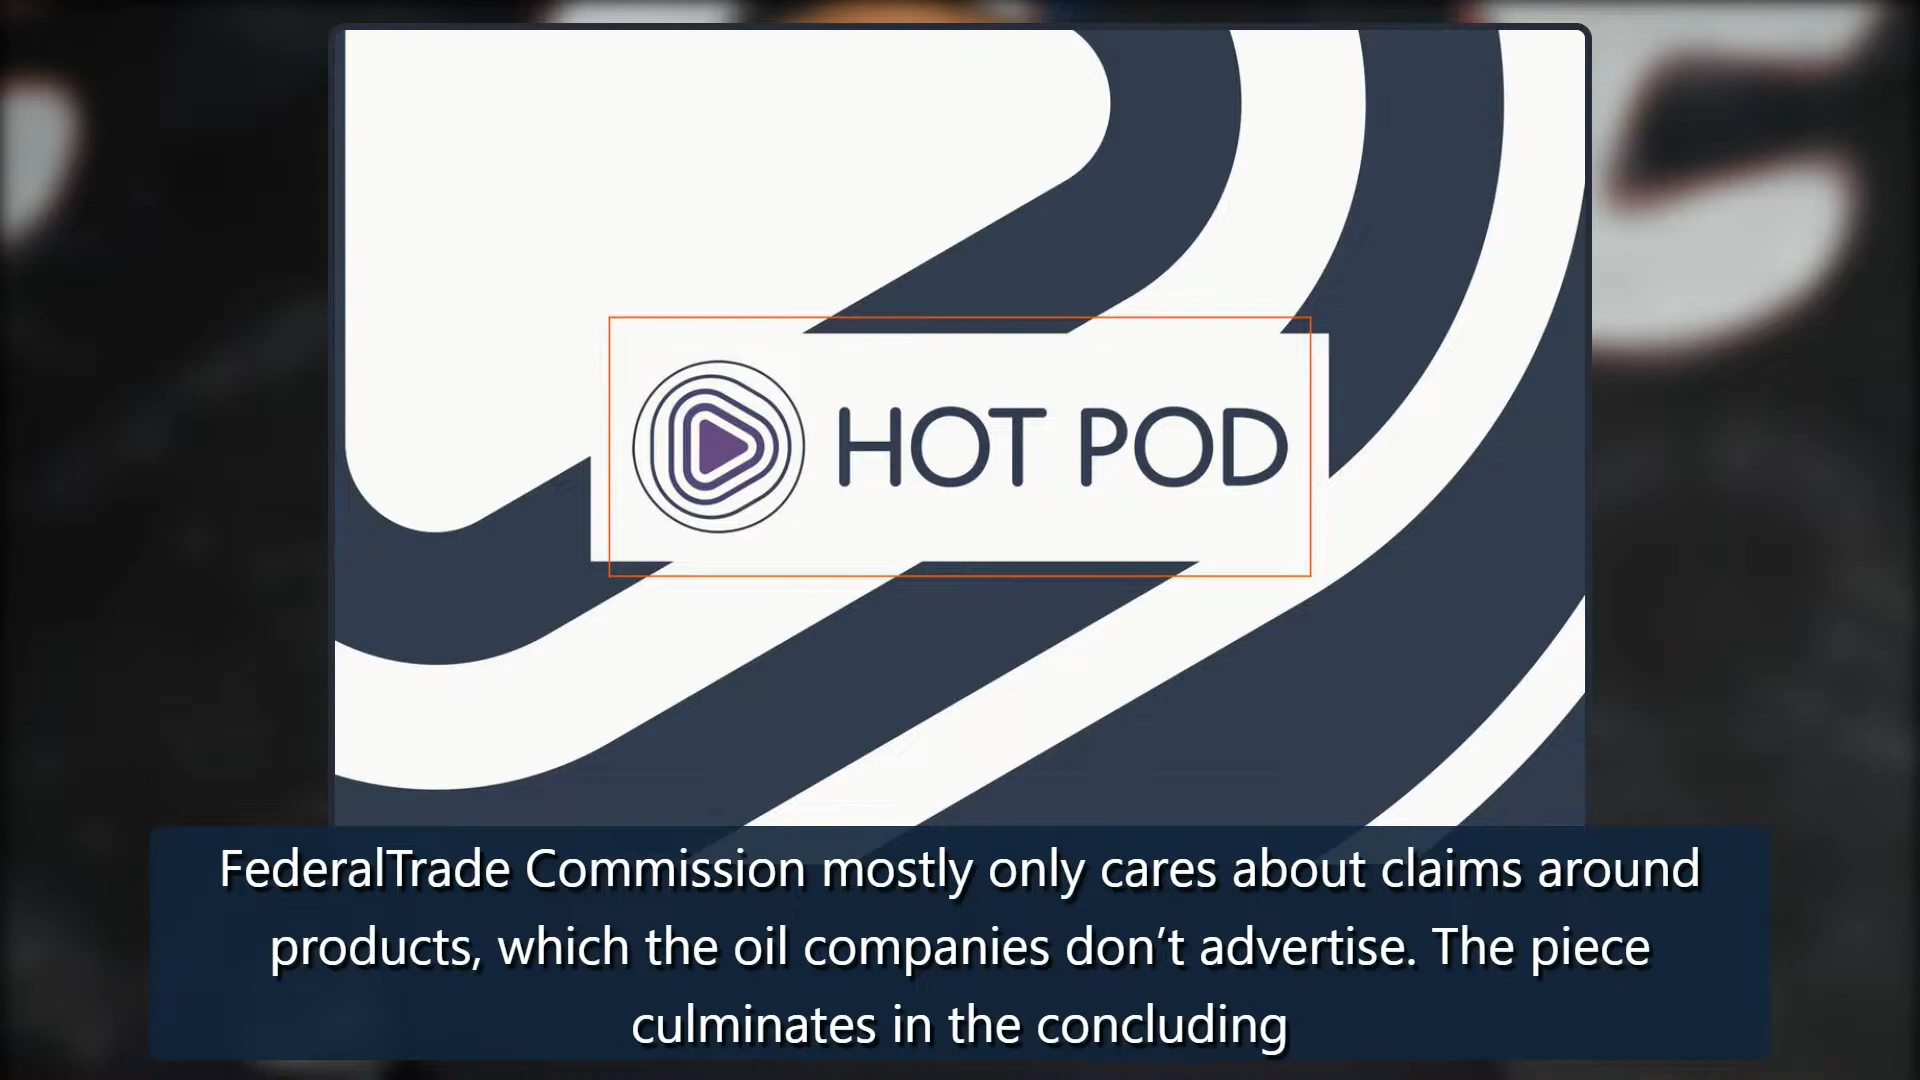 HOT POD
FederalTrade Commission mostly only cares about claims around
products, which the oil companies don’t advertise. The piece
culminates in the concluding